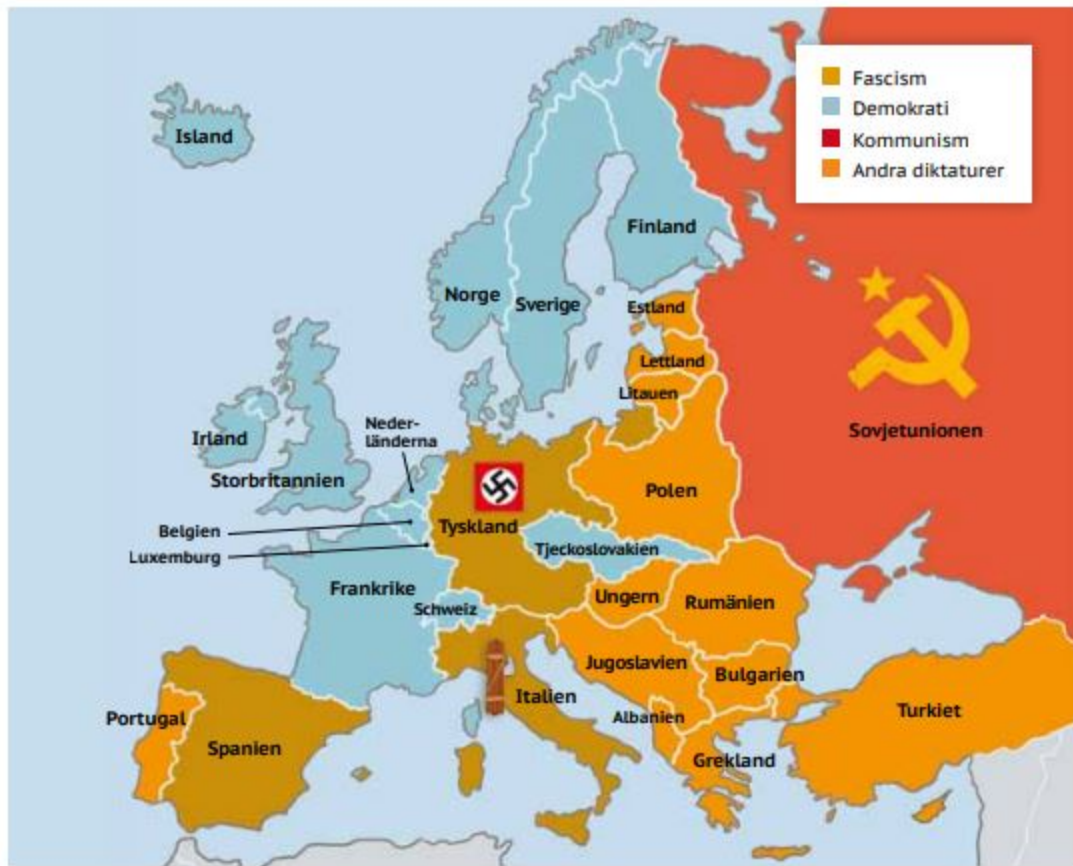 Fascism
Demokrati
Kommunism
Andra diktaturer
Island
Finland
Norge
Sverige
Estland
Lettland
Litauen
Sovjetunionen
Irland
Neder-
länderna
Storbritannien
Polen
Tyskland
Belgien
Luxemburg
Tjeckoslovakien
Frankrike
Schweiz
Ungern
Rumänien
Jugoslavien
Bulgarien
Italien
Albanien
Portugal
Spanien
Grekland
Turkiet